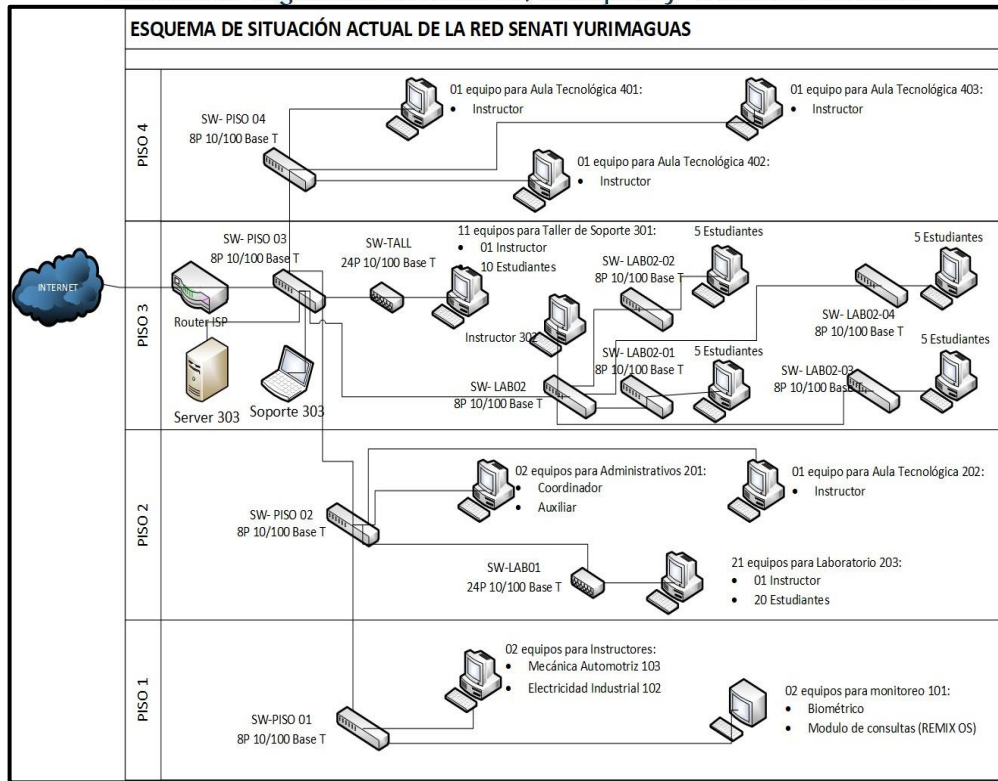 ESQUEMA DE SITUACIÓN ACTUAL DE LA RED SENATI YURIMAGUAS
PISO 4
SW- PISO 04
8P 10/100 Base T
01 equipo para Aula Tecnológica 401:
• Instructor
01 equipo para Aula Tecnológica 403:
• Instructor
01 equipo para Aula Tecnológica 402:
• Instructor
PISO 3
INTERNET
Router ISP
SW- PISO 03
8P 10/100 Base T
SW-TALL
24P 10/100 Base T
11 equipos para Taller de Soporte 301:
• 01 Instructor
10 Estudiantes
Server 303
Soporte 303
Instructor 302
SW- LAB02
8P 10/100 Base T
SW- LAB02-02
8P 10/100 Base T
5 Estudiantes
SW- LAB02-01
8P 10/100 Base T
5 Estudiantes
SW- LAB02-04
8P 10/100 Base T
5 Estudiantes
SW- LAB02-03
8P 10/100 Base
5 Estudiantes
PISO 2
SW- PISO 02
8P 10/100 Base T
02 equipos para Administrativos 201:
• Coordinador
• Auxiliar
01 equipo para Aula Tecnológica 202:
• Instructor
SW-LAB01
24P 10/100 Base T
21 equipos para Laboratorio 203:
• 01 Instructor
• 20 Estudiantes
PISO 1
SW-PISO 01
8P 10/100 Base T
02 equipos para Instructores:
• Mecánica Automotriz 103
• Electricidad Industrial 102
02 equipos para monitoreo 101:
• Biométrico
• Modulo de consultas (REMIX OS)